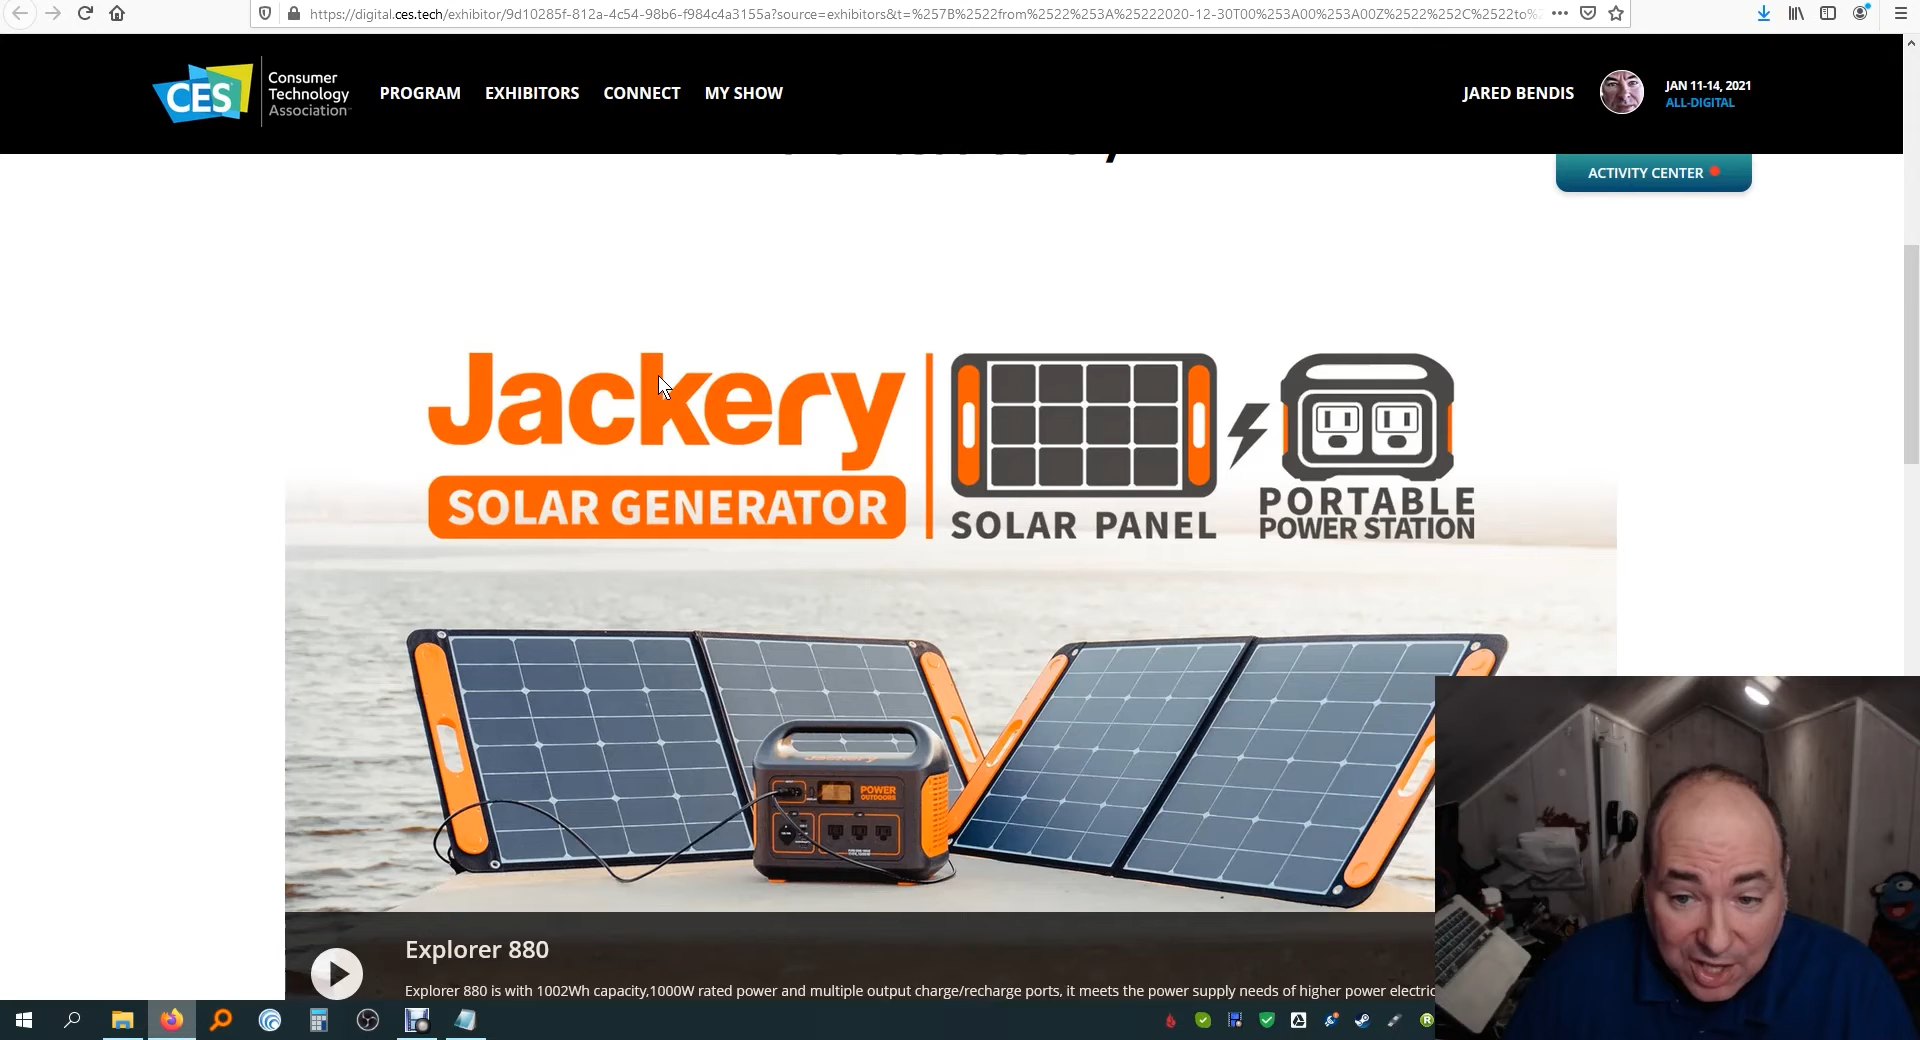 https://digital.ces.tech/exhibitor/9d10285f-812a-4c54-98b6-f984c4a3155a?source=exhibitors&t=%257B%2522from%2522%253A%25222020-12-30T00%253A00%253A00Z%2522%252C%2522to%2
CES
Consumer
Technology
Association
PROGRAM EXHIBITORS CONNECT MY SHOW
JARED BENDIS
JAN 11-14, 2021
ALL-DIGITAL
ACTIVITY CENTER
Jackery
SOLAR GENERATOR
SOLAR PANEL
PORTABLE
POWER STATION
Jackery
POWER
OUTDOORS
Explorer 880
Explorer 880 is with 1002Wh capacity,1000W rated power and multiple output charge/recharge ports, it meets the power supply needs of higher power electric